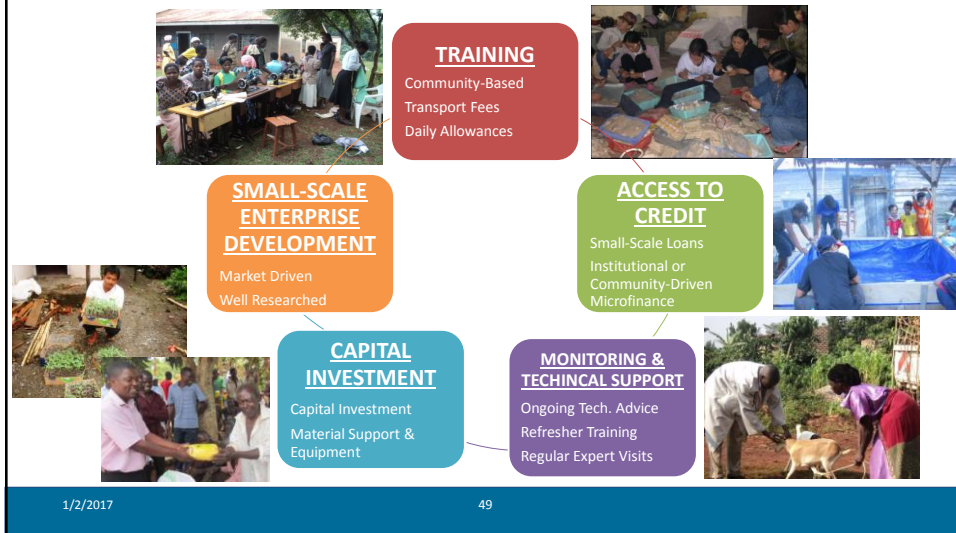 TRAINING
Community-Based
Transport Fees
Daily Allowances
ACCESS TO
CREDIT
Small-Scale Loans
Institutional or
Community-Driven
Microfinance
MONITORING &
TECHINCAL SUPPORT
Ongoing Tech. Advice
Refresher Training
Regular Expert Visits
CAPITAL
INVESTMENT
Capital Investment
Material Support &
Equipment
SMALL-SCALE
ENTERPRISE
DEVELOPMENT
Market Driven
Well Researched
1/2/2017
49